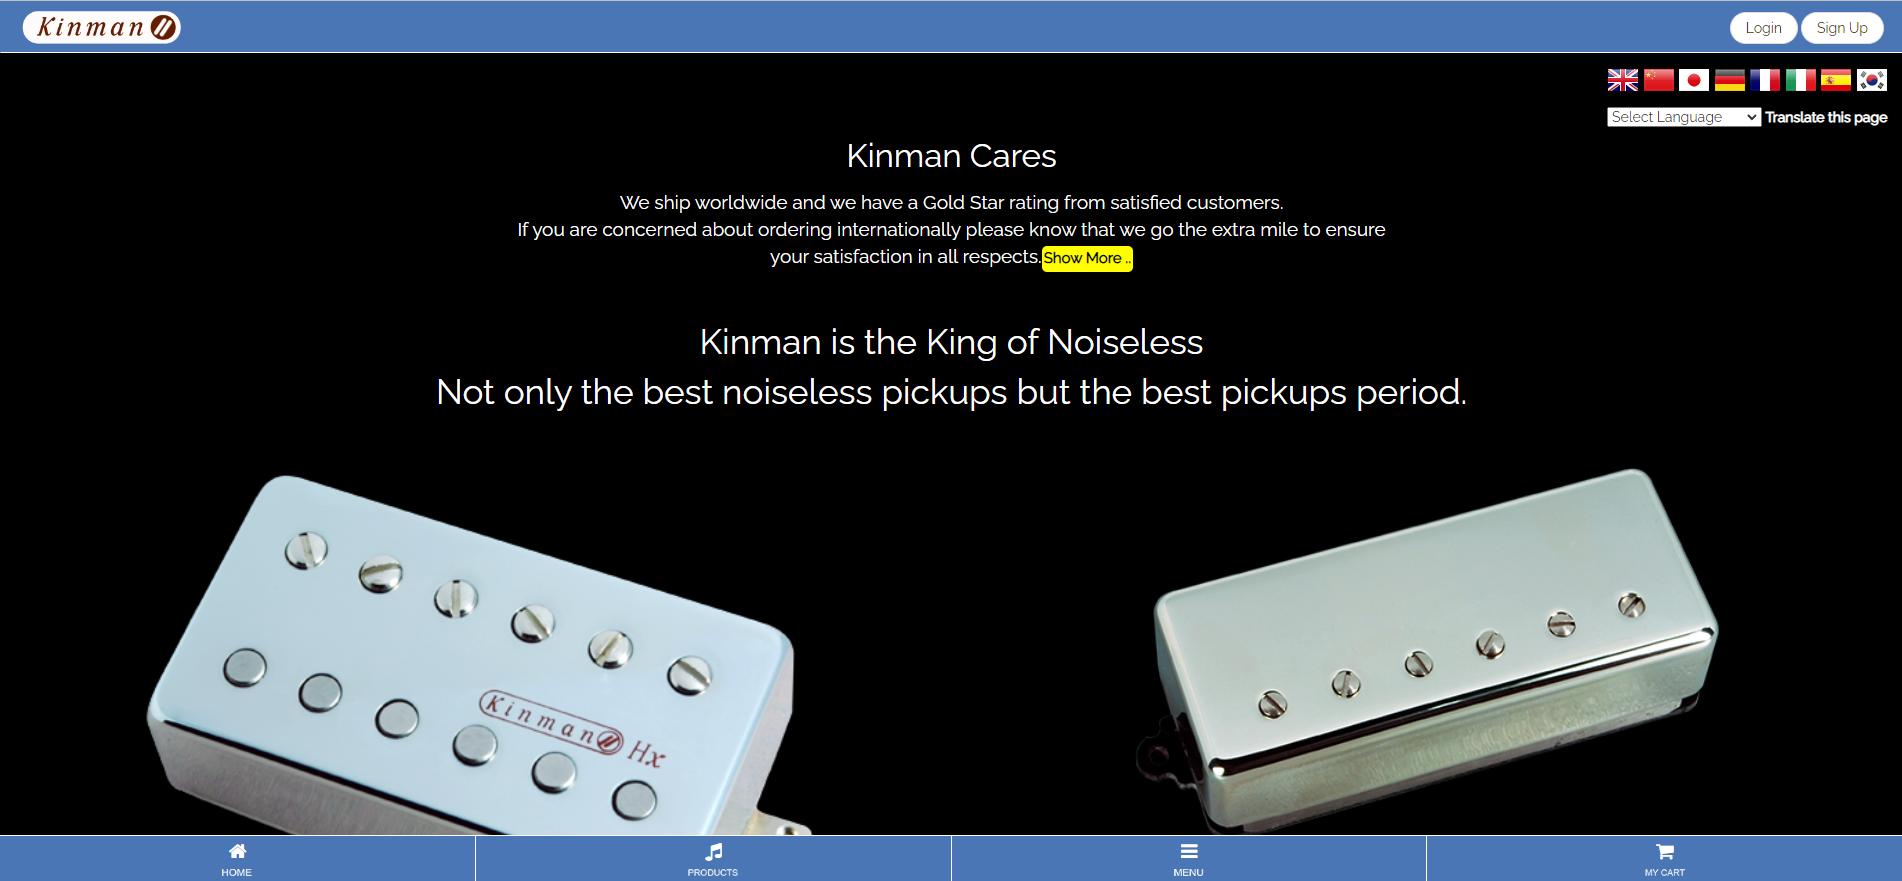 Kinman
Login
Sign Up
Select Language
Translate this page
Kinman Cares
We ship worldwide and we have a Gold Star rating from satisfied customers.
If you are concerned about ordering internationally please know that we go the extra mile to ensure
your satisfaction in all respects. Show More ..
Kinman is the King of Noiseless
Not only the best noiseless pickups but the best pickups period.
Kinman Hx
HOME
PRODUCTS
MENU
MY CART